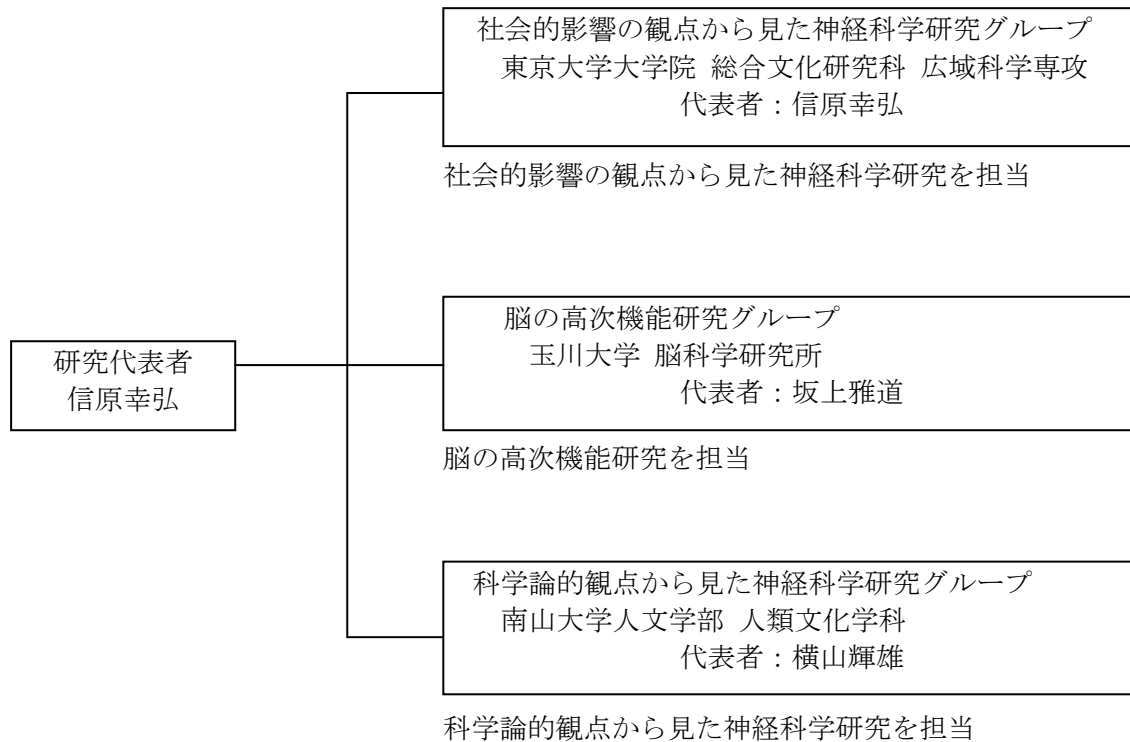 社会的影響の観点から見た神経科学研究グループ
東京大学大学院 総合文化研究科 広域科学専攻
代表者：信原幸弘
社会的影響の観点から見た神経科学研究を担当
脳の高次機能研究グループ
玉川大学 脳科学研究所
代表者：坂上雅道
脳の高次機能研究を担当
研究代表者
信原幸弘
科学論的観点から見た神経科学研究グループ
南山大学人文学部 人類文化学科
代表者：横山輝雄
科学論的観点から見た神経科学研究を担当